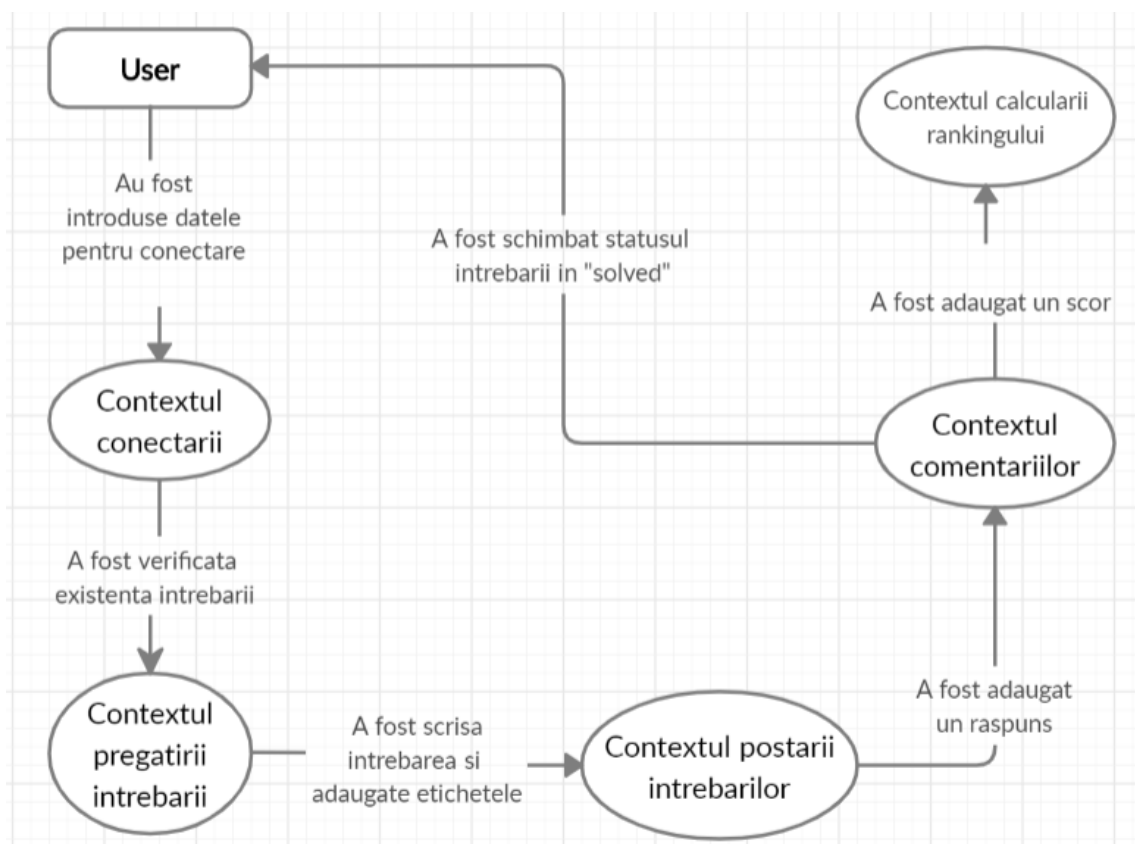 User
Au fost
introduse datele
pentru conectare
Contextul
conectarii
A fost verificata
existenta intrebarii
Contextul
pregatirii
intrebarii
A fost scrisa
intrebarea si
adaugate etichetele
Contextul postarii
intrebarilor
A fost adaugat
un raspuns
Contextul
comentariilor
A fost schimbat statusul
intrebarii in "solved"
A fost adaugat un scor
Contextul calcularii
rankingului